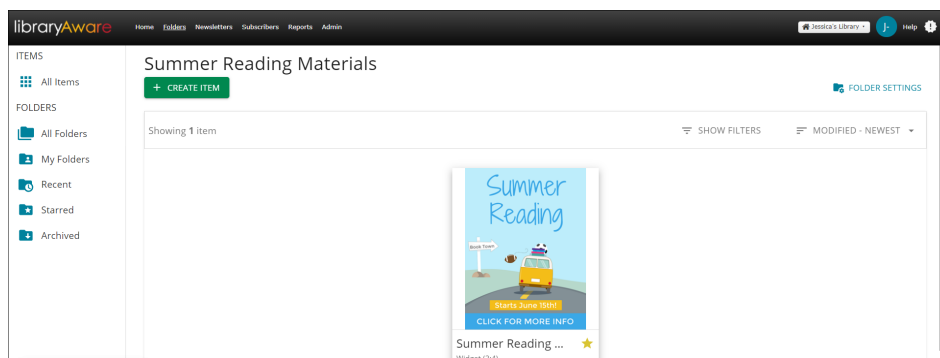 libraryAware
Home Folders Newsletters Subscribers Reports Admin
Jessica's Library
J-
Help
ITEMS
All Items
FOLDERS
All Folders
My Folders
Recent
Starred
Archived
Summer Reading Materials
+ CREATE ITEM
FOLDER SETTINGS
Showing 1 item
SHOW FILTERS
MODIFIED - NEWEST
Summer
Reading
Book Town
Starts June 15th!
CLICK FOR MORE INFO
Summer Reading ...
Widget (3x4)